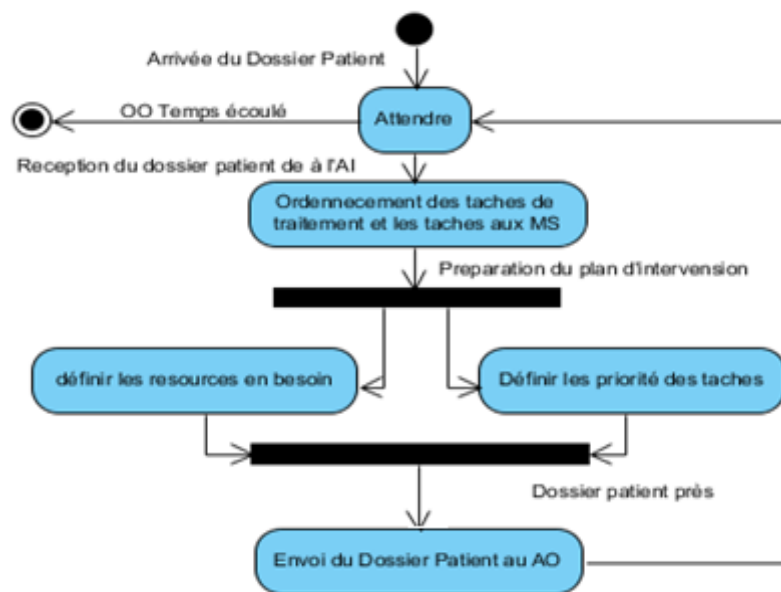 Arrivée du Dossier Patient
OO Temps écoulé
Attendre
Reception du dossier patient de à l'AI
Ordennecement des taches de
traitement et les taches aux MS
Preparation du plan d'intervension
définir les resources en besoin
Définir les priorité des taches
Dossier patient près
Envoi du Dossier Patient au AO